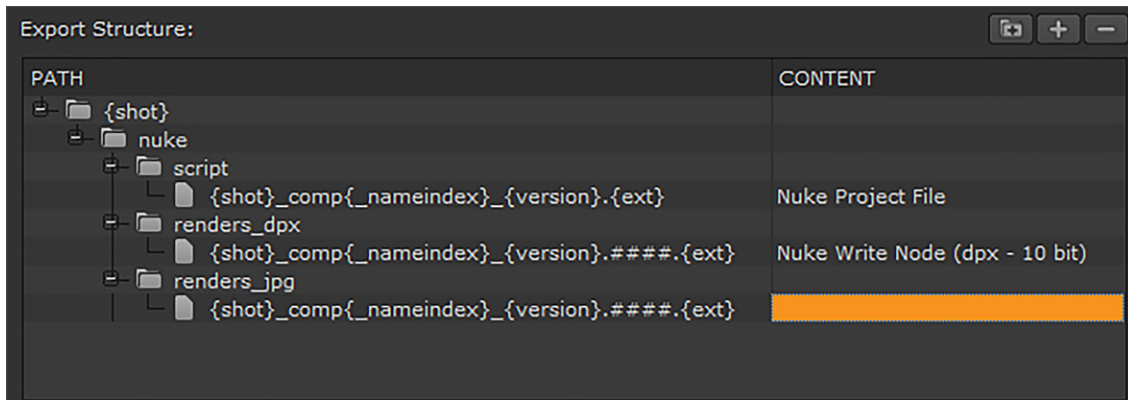 Export Structure:
PATH CONTENT
{shot}
nuke
script
{shot}_comp{_nameindex}_{version}.{ext} Nuke Project File
renders_dpx
{shot}_comp{_nameindex}_{version}.####.{ext} Nuke Write Node (dpx - 10 bit)
renders_jpg
{shot}_comp{_nameindex}_{version}.####.{ext}